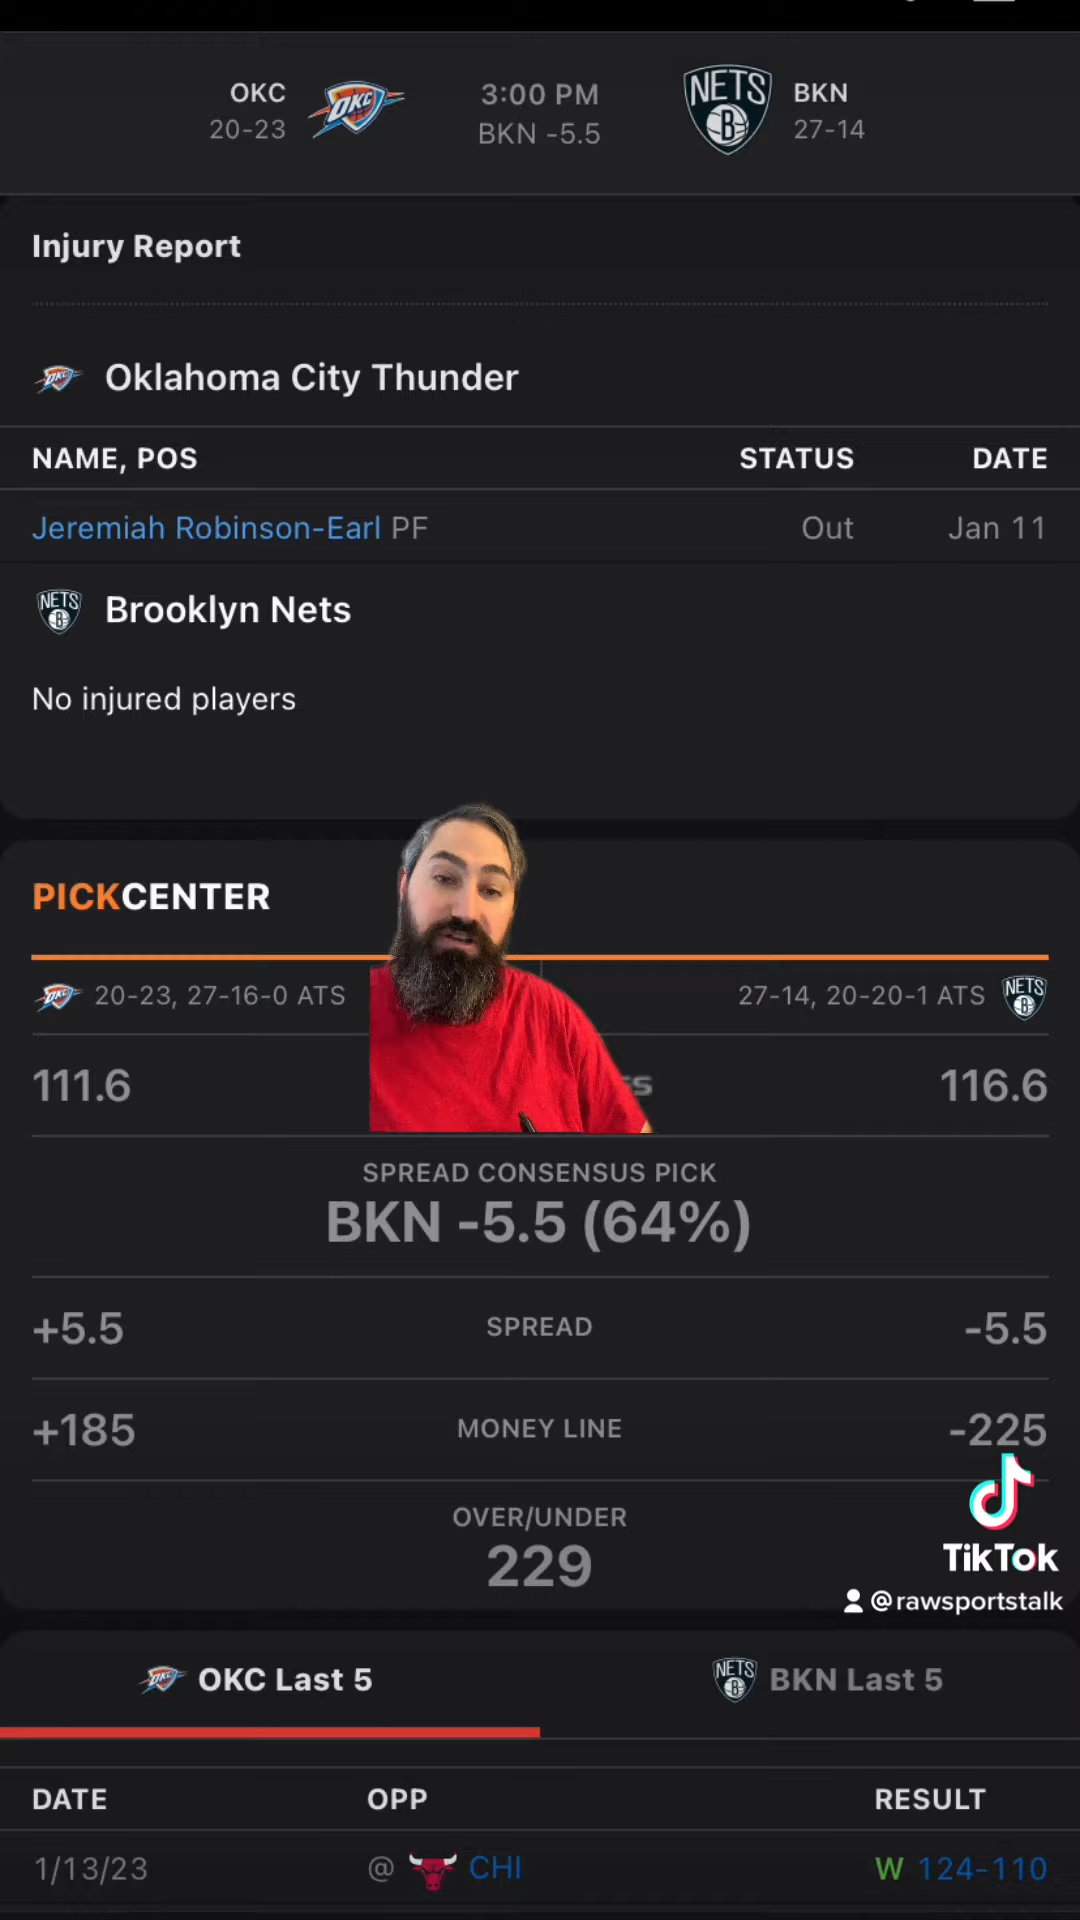 OKC
20-23
3:00 PM
BKN -5.5
NETS
B
BKN
27-14
Injury Report
Oklahoma City Thunder
NAME, POS STATUS DATE
Jeremiah Robinson-Earl PF Out Jan 11
Brooklyn Nets
No injured players
PICKCENTER
20-23, 27-16-0 ATS
27-14, 20-20-1 ATS
111.6
116.6
SPREAD CONSENSUS PICK
BKN -5.5 (64%)
+5.5 SPREAD -5.5
+185 MONEY LINE -225
OVER/UNDER
229
TikTok
@rawsportstalk
OKC Last 5
BKN Last 5
DATE OPP RESULT
1/13/23 @ CHI W 124-110